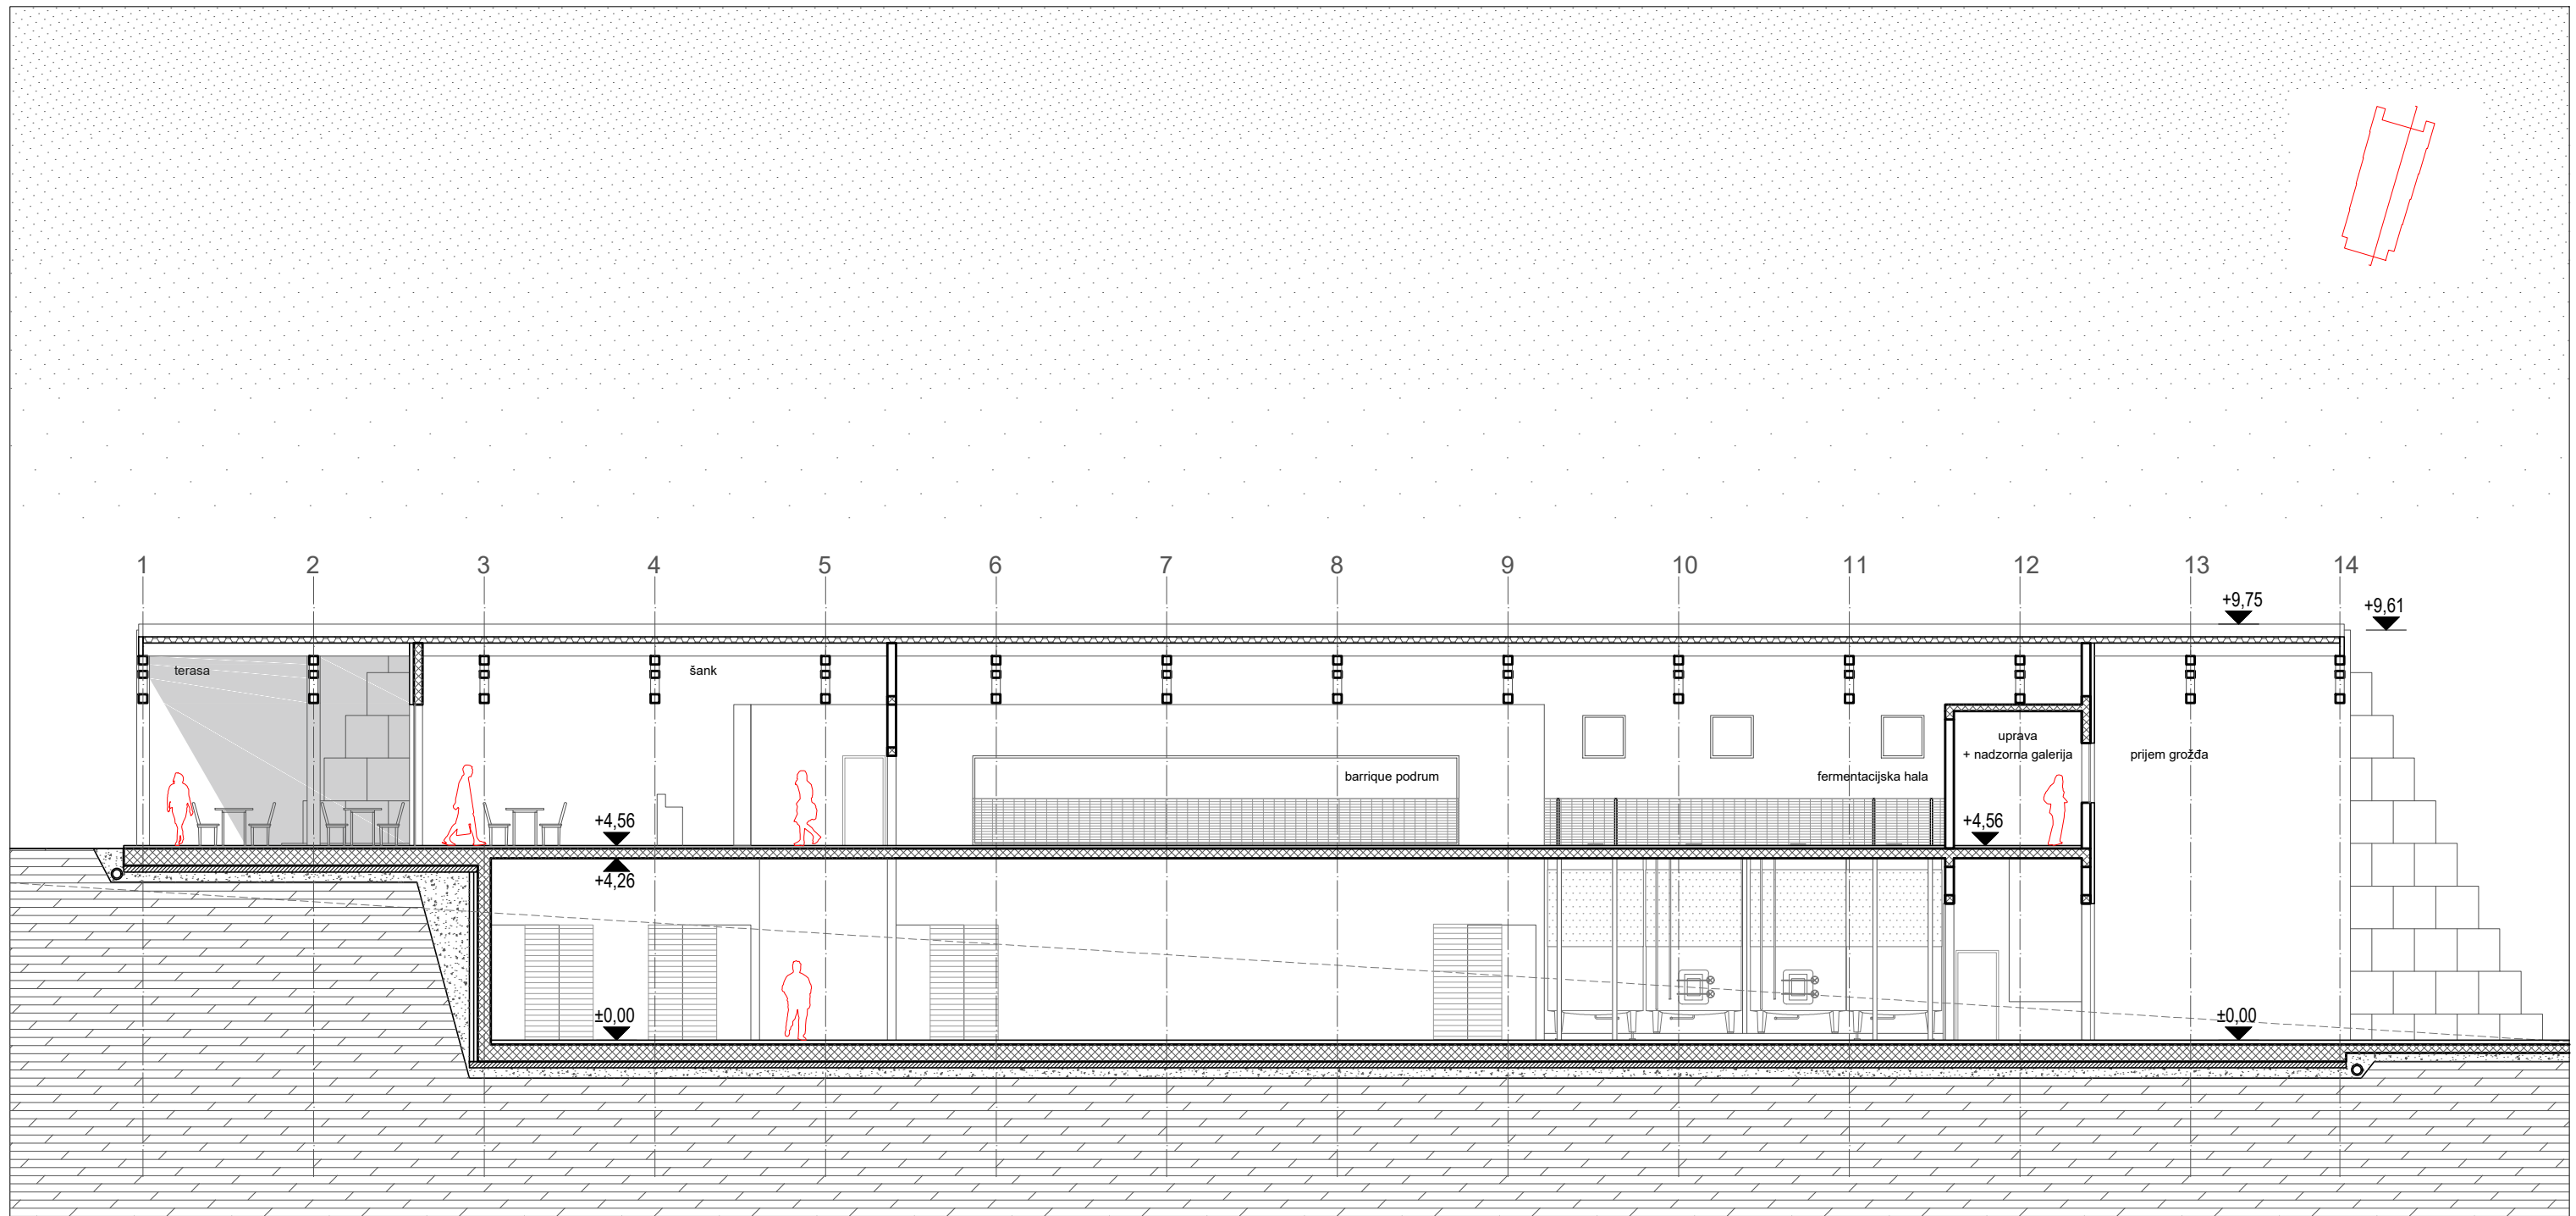 1 2 3 4 5 6 7 8 9 10 11 12 13 14
+9,75
+9,61
terasa
šank
uprava
+ nadzorna galerija
prijem grožđa
barrique podrum
fermentacijska hala
+4,56
+4,56
+4,26
±0,00
±0,00